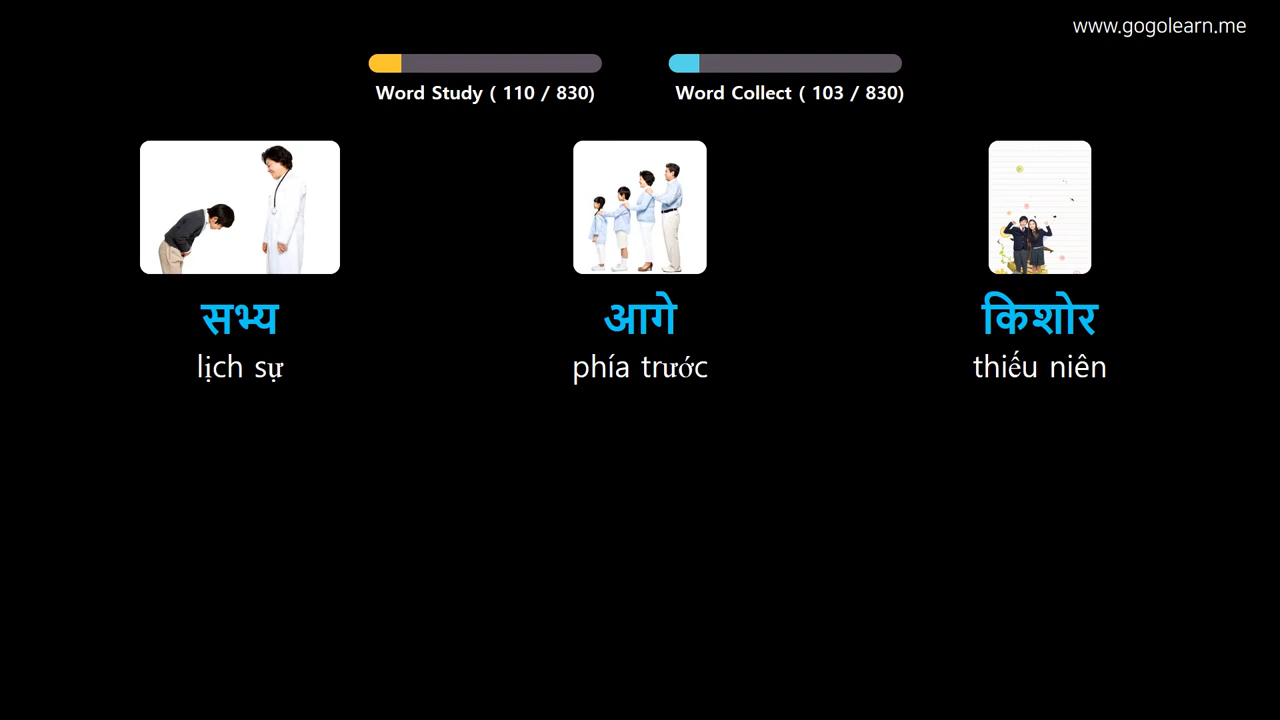 www.gogolearn.me
Word Study ( 110 / 830)
Word Collect ( 103 / 830)
सभ्य
आगे
किशोर
lịch sự
phía trước
thiếu niên